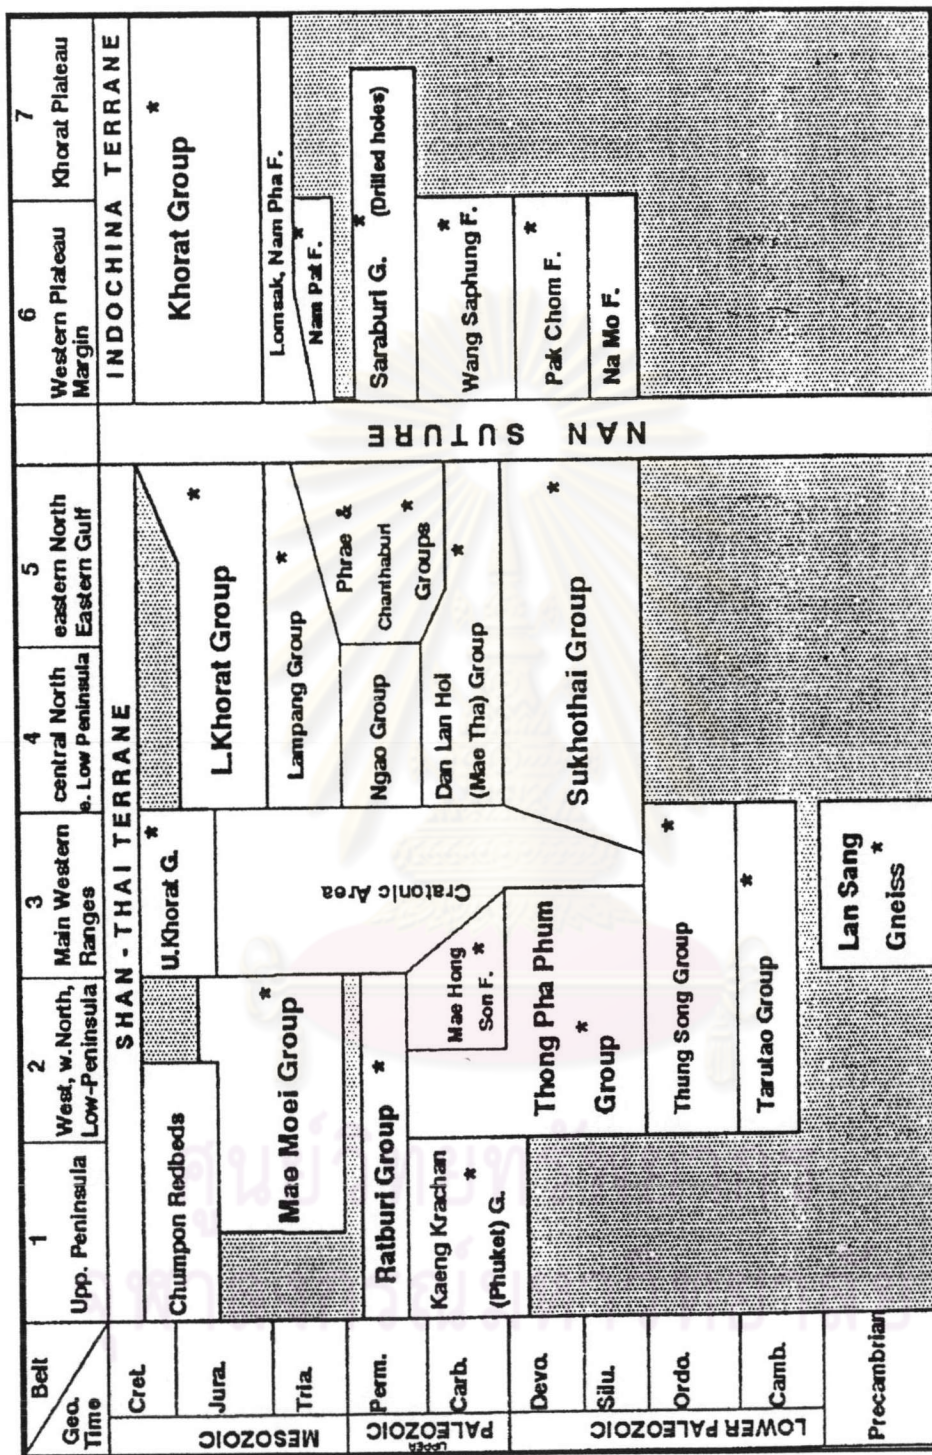 Belt
Geo.
Time
1
Upp. Peninsula
2
West, w.North,
Low-Peninsula
3
Main Western
Ranges
4
central North
e. Low Peninsula
5
eastern North
Eastern Gulf
6
Western Plateau
Margin
7
Khorat Plateau
SHAN-THAI TERRANE
INDOCHINA TERRANE
MESOZOIC
UPPER
PALEOZOIC
LOWER PALEOZOIC
Cret.
Jura.
Tria.
Perm.
Carb.
Devo.
Silu.
Ordo.
Camb.
Precambrian
Chumpon Redbeds
Mae Moei Group *
Ratburi Group *
Kaeng Krachan *
(Phuket) G.
U.Khorat G. *
Cratonic Area
Mae Hong
Son F. *
Thong Pha Phum
Group *
Thung Song Group *
Tarutao Group *
Lan Sang
Gneiss *
L.Khorat Group *
Lampang Group *
Ngao Group
Phrae &
Chanthaburi *
Groups
Dan Lan Hoi *
(Mae Tha) Group
Sukhothai Group *
NAN SUTURE
Khorat Group *
Lomsak, Nam Pha F.
Nam Pat F. *
Saraburi G. * (Drilled holes)
Wang Saphung F. *
Pak Chom F. *
Na Mo F.